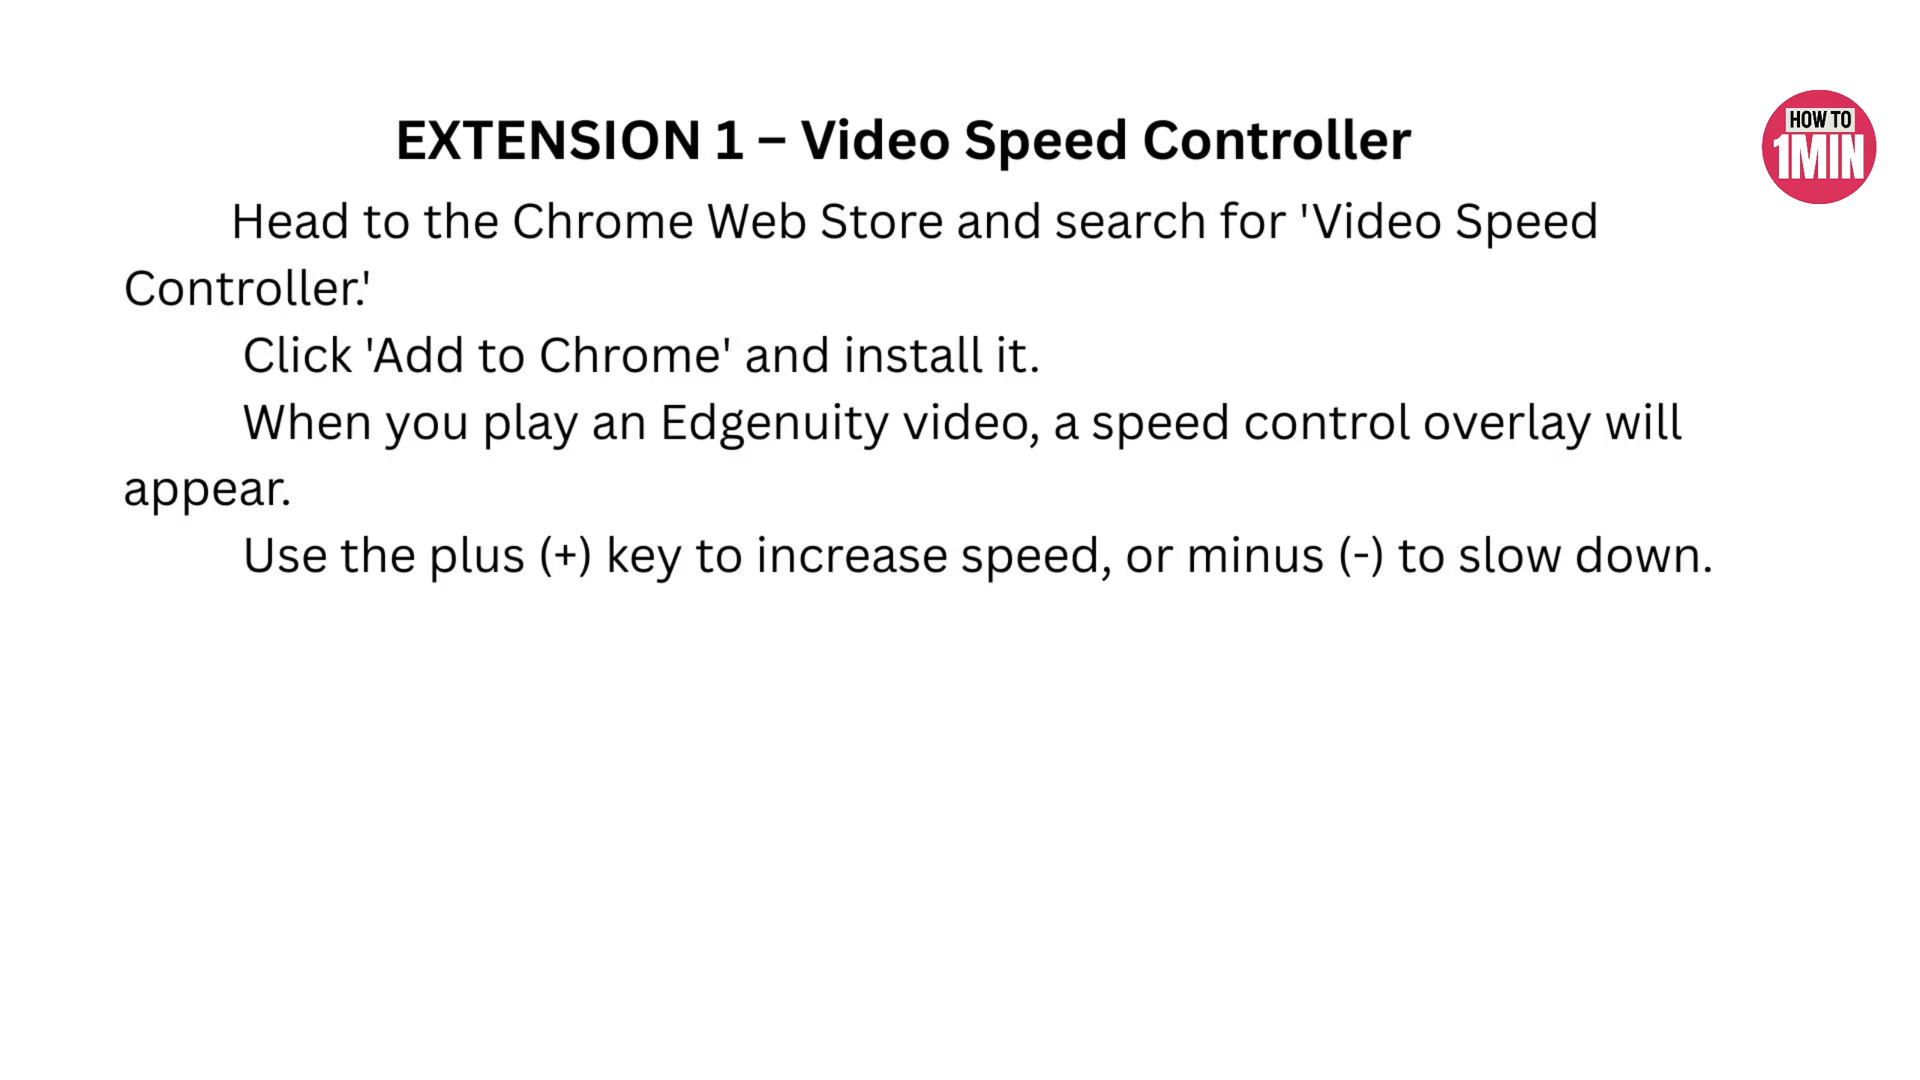 EXTENSION 1 – Video Speed Controller
HOW TO
1MIN
Head to the Chrome Web Store and search for 'Video Speed
Controller.'
Click 'Add to Chrome' and install it.
When you play an Edgenuity video, a speed control overlay will
appear.
Use the plus (+) key to increase speed, or minus (-) to slow down.